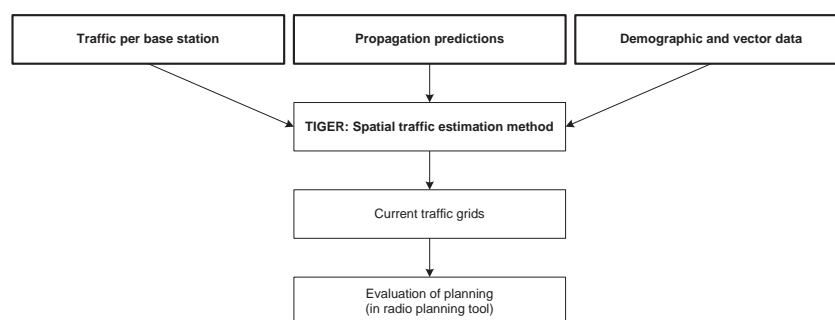 Traffic per base station
Propagation predictions
Demographic and vector data
TIGER: Spatial traffic estimation method
Current traffic grids
Evaluation of planning
(in radio planning tool)